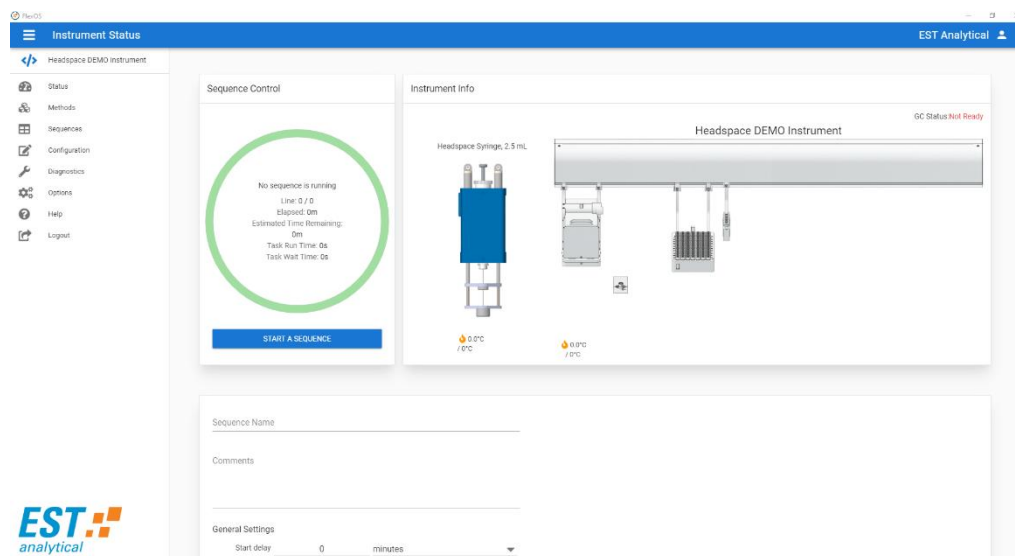 FlexOS
Instrument Status
EST Analytical
Headspace DEMO Instrument
Status
Methods
Sequences
Configuration
Diagnostics
Options
Help
Logout
Sequence Control
No sequence is running
Line: 0 / 0
Elapsed: 0m
Estimated Time Remaining:
0m
Task Run Time: 0s
Task Wait Time: 0s
START A SEQUENCE
Instrument Info
GC Status:Not Ready
Headspace DEMO Instrument
Headspace Syringe, 2.5 mL
0.0°C
/ 0°C
0.0°C
/ 0°C
Sequence Name
Comments
General Settings
Start delay 0 minutes
EST
analytical